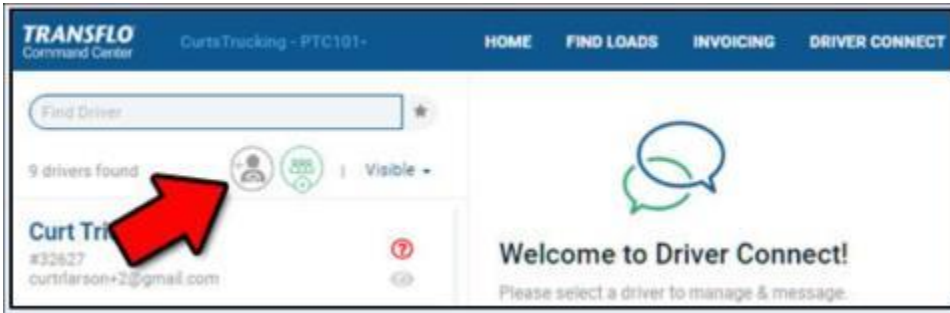 TRANSFLO
Command Center
CurtsTrucking - PTC101-
HOME FIND LOADS INVOICING DRIVER CONNECT
Find Driver
9 drivers found
Visible
Curt Tri
#32627
curtrlarson+2@gmail.com
Welcome to Driver Connect!
Please select a driver to manage & message.